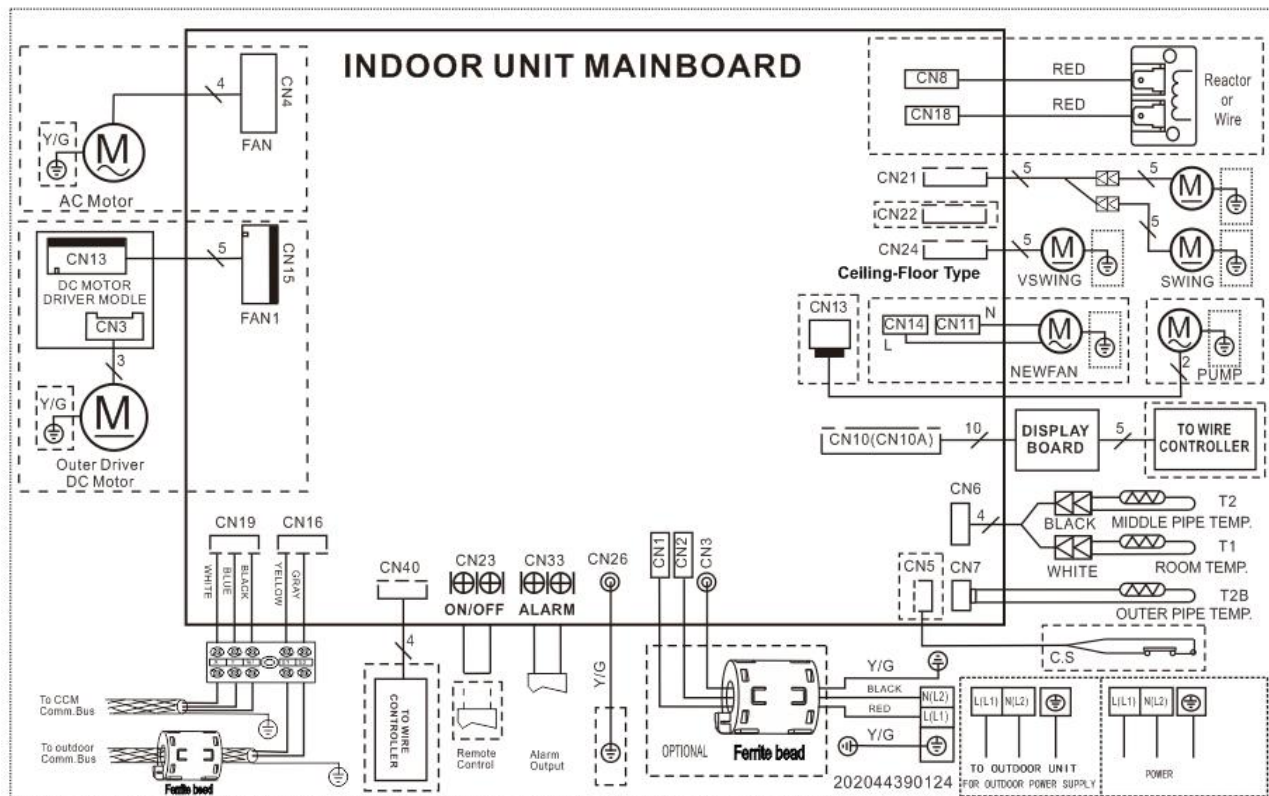 INDOOR UNIT MAINBOARD
4
CN4
FAN
Y/G
M
AC Motor
CN13
DC MOTOR
DRIVER MODLE
CN3
5
CN15
FAN1
3
Y/G
M
Outer Driver
DC Motor
CN8
RED
CN18
RED
Reactor
or
Wire
CN21
5
5
M
CN22
5
CN24
5
M
M
Ceiling-Floor Type
VSWING
SWING
CN13
CN14
CN11
N
L
M
NEWFAN
M
2
PUMP
CN10(CN10A)
10
DISPLAY
BOARD
5
TO WIRE
CONTROLLER
CN6
4
BLACK
T2
MIDDLE PIPE TEMP.
WHITE
T1
ROOM TEMP.
CN5
CN7
T2B
OUTER PIPE TEMP.
C.S
CN19
CN16
WHITE
BLUE
BLACK
YELLOW
GRAY
To CCM
Comm.Bus
To outdoor
Comm.Bus
Ferrite bead
CN40
4
TO WIRE
CONTROLLER
CN23
ON/OFF
Remote
Control
CN33
ALARM
Alarm
Output
CN26
Y/G
CN1
CN2
CN3
OPTIONAL
Ferrite bead
Y/G
BLACK
RED
Y/G
N(L2)
L(L1)
202044390124
L(L1)
N(L2)
TO OUTDOOR UNIT
FOR OUTDOOR POWER SUPPLY
L(L1)
N(L2)
POWER